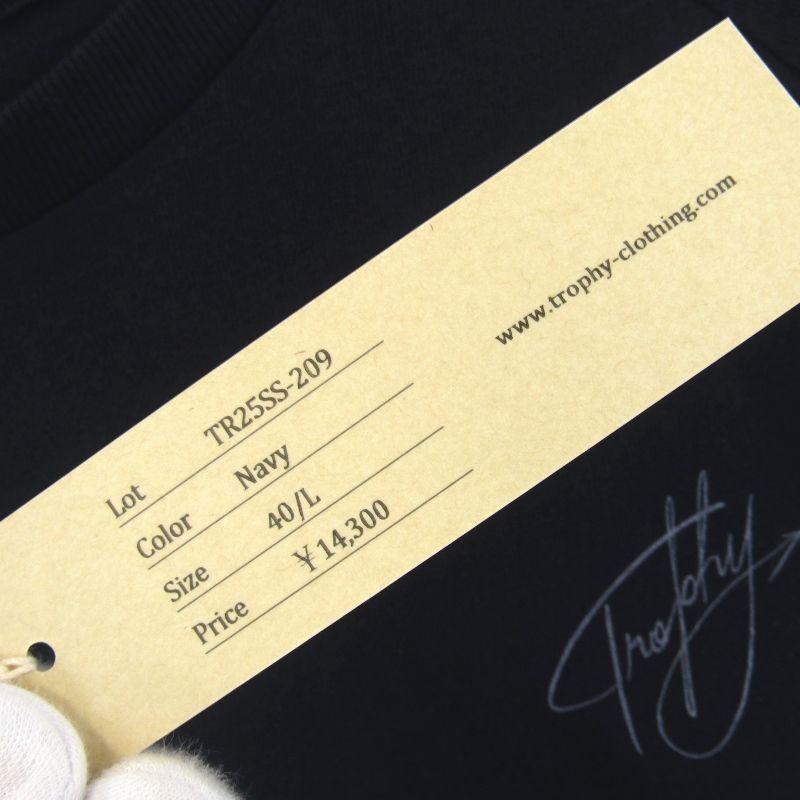 www.trophy-clothing.com
Lot TR25SS-209
Color Navy
Size 40/L
Price ¥14,300
Trophy